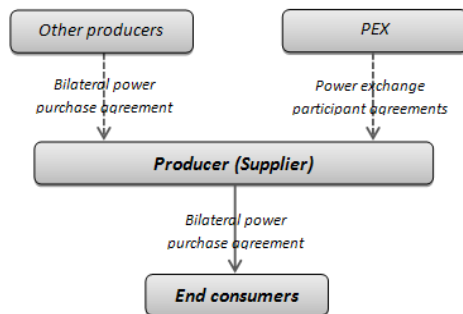 Other producers
PEX
Bilateral power
purchase agreement
Power exchange
participant agreements
Producer (Supplier)
Bilateral power
purchase agreement
End consumers